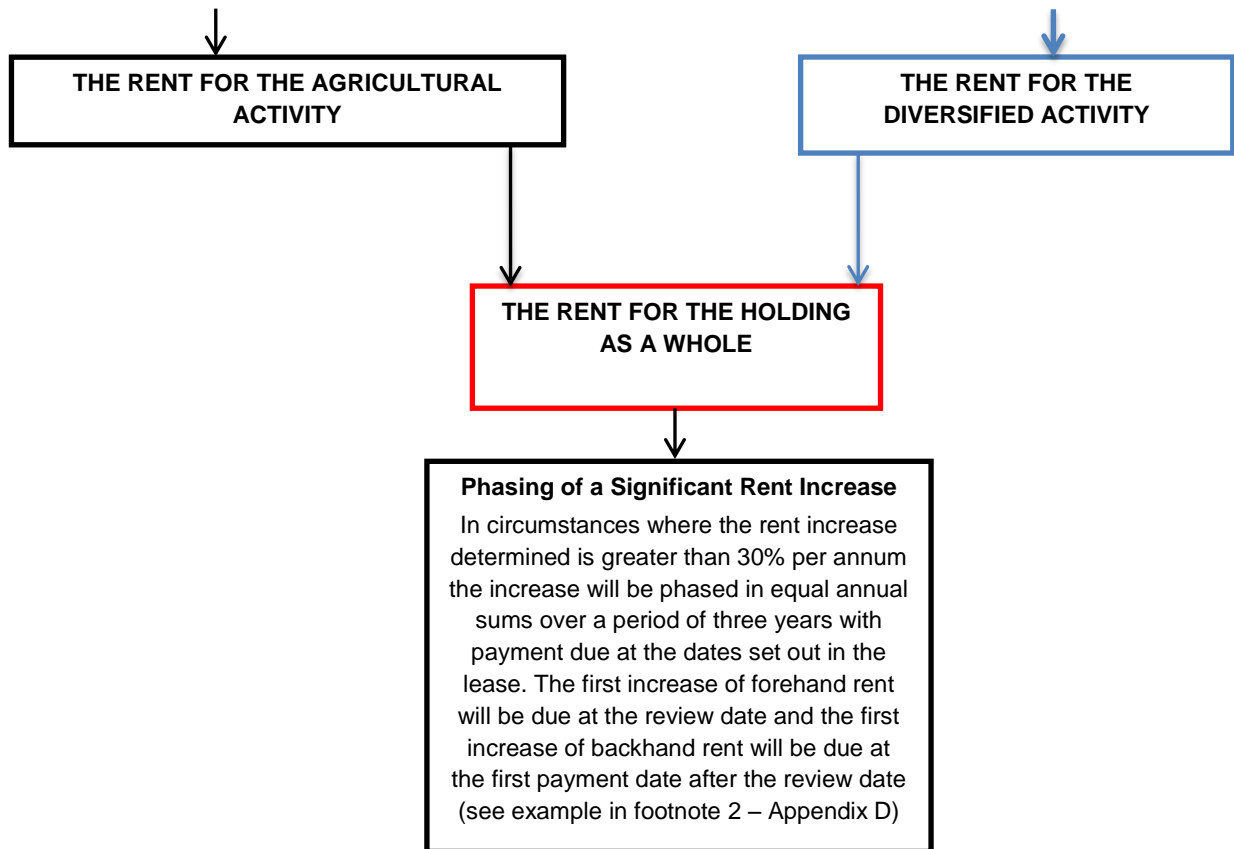 THE RENT FOR THE AGRICULTURAL
ACTIVITY
THE RENT FOR THE
DIVERSIFIED ACTIVITY
THE RENT FOR THE HOLDING
AS A WHOLE
Phasing of a Significant Rent Increase
In circumstances where the rent increase
determined is greater than 30% per annum
the increase will be phased in equal annual
sums over a period of three years with
payment due at the dates set out in the
lease. The first increase of forehand rent
will be due at the review date and the first
increase of backhand rent will be due at
the first payment date after the review date
(see example in footnote 2 – Appendix D)